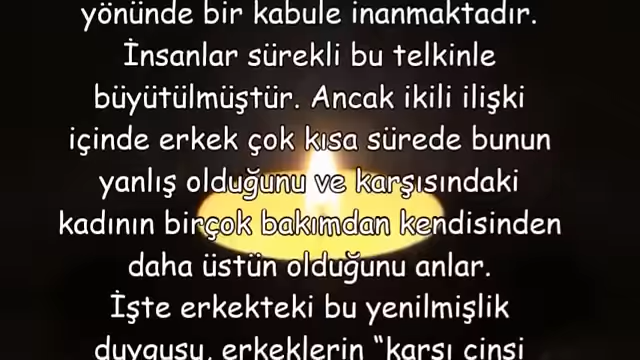 yönünde bir kabule inanmaktadır.
İnsanlar sürekli bu telkinle
büyütülmüştür. Ancak ikili ilişki
içinde erkek çok kısa sürede bunun
yanlış olduğunu ve karşısındaki
kadının birçok bakımdan kendisinden
daha üstün olduğunu anlar.
İşte erkekteki bu yenilmişlik
duygusu, erkeklerin “karşı cinsi